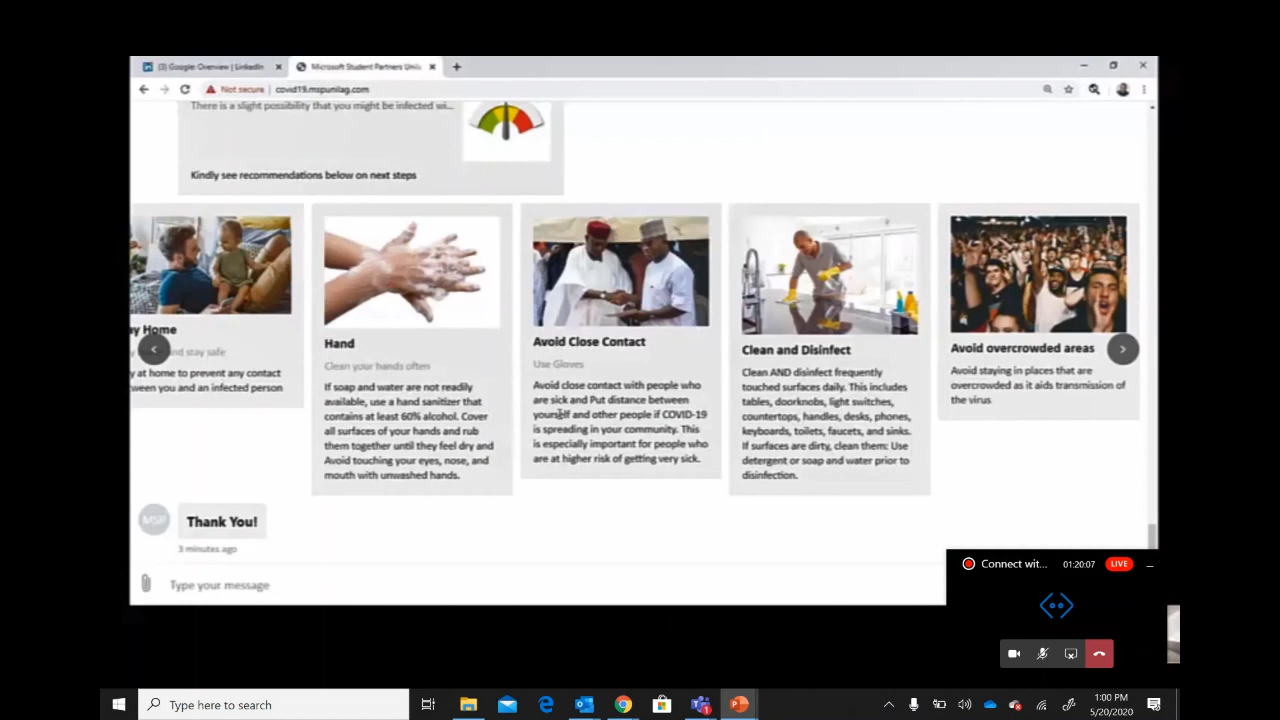 (3) Google: Overview | LinkedIn
Microsoft Student Partners Unila
Not secure
covid19.mspunilag.com
There is a slight possibility that you might be infected wi...
Kindly see recommendations below on next steps
ay Home
y and stay safe
y at home to prevent any contact
tween you and an infected person
Hand
Clean your hands often
If soap and water are not readily
available, use a hand sanitizer that
contains at least 60% alcohol. Cover
all surfaces of your hands and rub
them together until they feel dry and
Avoid touching your eyes, nose, and
mouth with unwashed hands.
Avoid Close Contact
Use Gloves
Avoid close contact with people who
are sick and Put distance between
yourself and other people if COVID-19
is spreading in your community. This
is especially important for people who
are at higher risk of getting very sick.
Clean and Disinfect
Clean AND disinfect frequently
touched surfaces daily. This includes
tables, doorknobs, light switches,
countertops, handles, desks, phones,
keyboards, toilets, faucets, and sinks.
If surfaces are dirty, clean them: Use
detergent or soap and water prior to
disinfection.
Avoid overcrowded areas
Avoid staying in places that are
overcrowded as it aids transmission of
the virus
MSP
Thank You!
3 minutes ago
Type your message
Connect wit...
01:20:07
LIVE
Type here to search
1
1:00 PM
5/20/2020